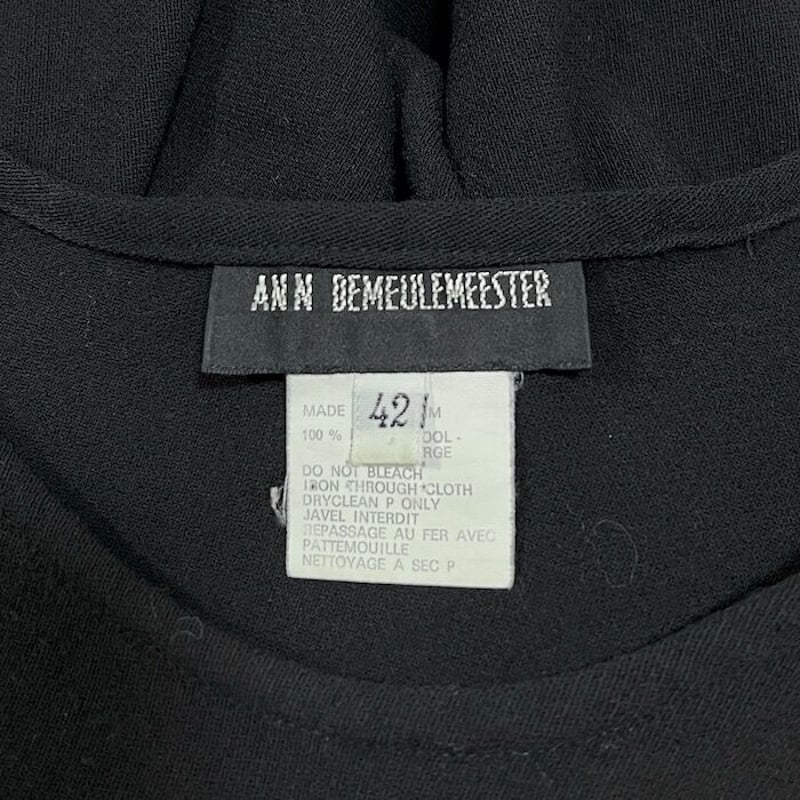 ANN DEMEULEMEESTER
MADE 42 M
100 % OOL -
RGE
DO NOT BLEACH
IRON THROUGH CLOTH
DRYCLEAN P ONLY
JAVEL INTERDIT
REPASSAGE AU FER AVEC
PATTEMOUILLE
NETTOYAGE A SEC P